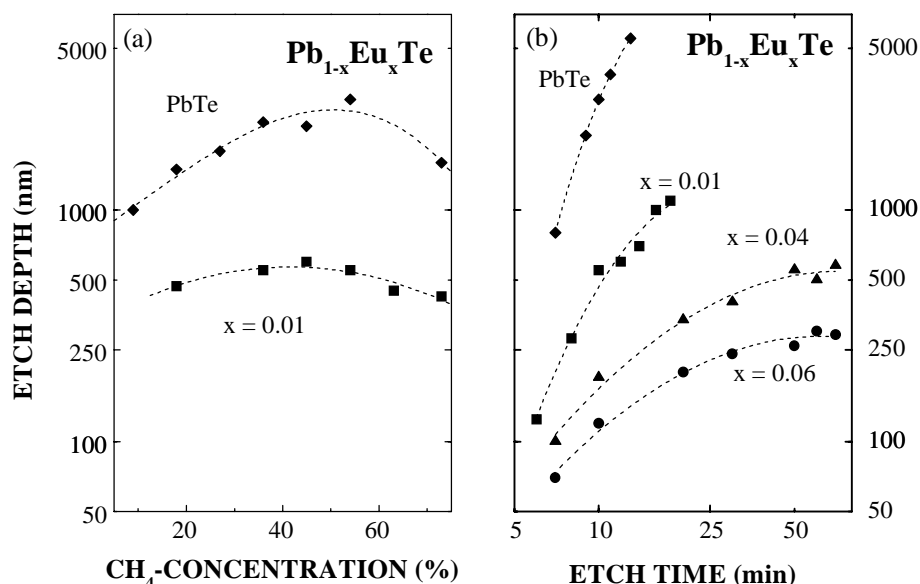 (a)
Pb1-xEuxTe
PbTe
x = 0.01
5000
1000
500
250
100
50
ETCH DEPTH (nm)
20
40
60
CH4-CONCENTRATION (%)
(b)
Pb1-xEuxTe
PbTe
x = 0.01
x = 0.04
x = 0.06
5000
1000
500
250
100
50
5
10
25
50
ETCH TIME (min)